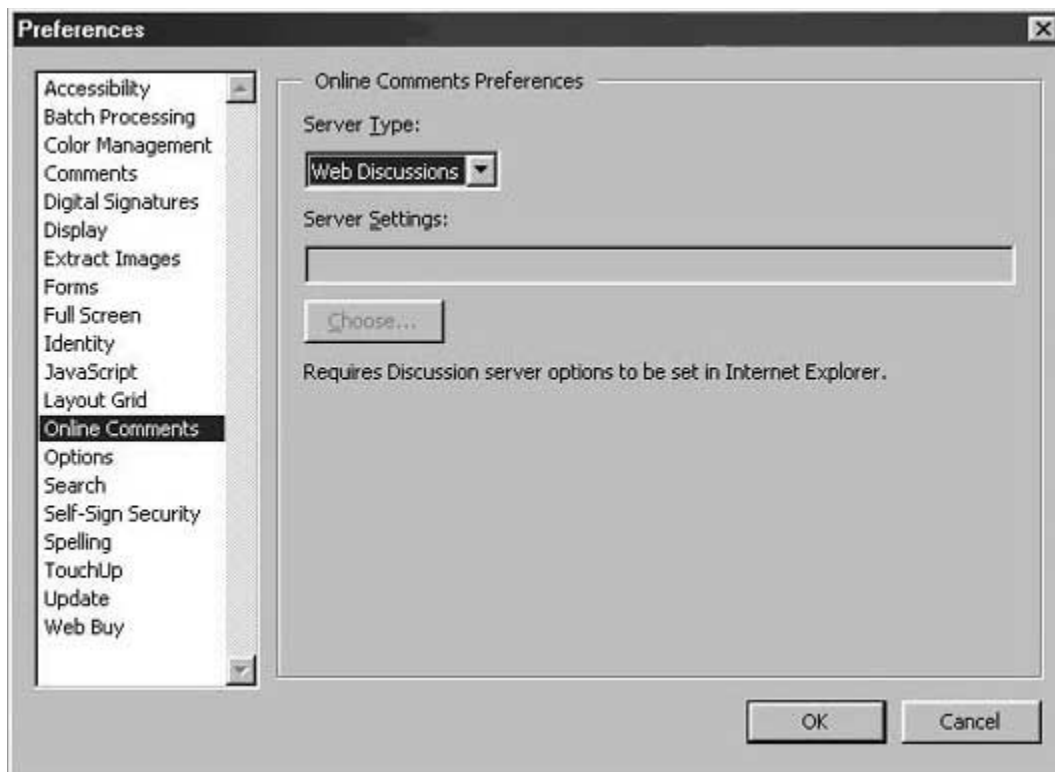 Preferences
Accessibility
Batch Processing
Color Management
Comments
Digital Signatures
Display
Extract Images
Forms
Full Screen
Identity
JavaScript
Layout Grid
Online Comments
Options
Search
Self-Sign Security
Spelling
TouchUp
Update
Web Buy
Online Comments Preferences
Server Type:
Web Discussions
Server Settings:
Choose...
Requires Discussion server options to be set in Internet Explorer.
OK
Cancel